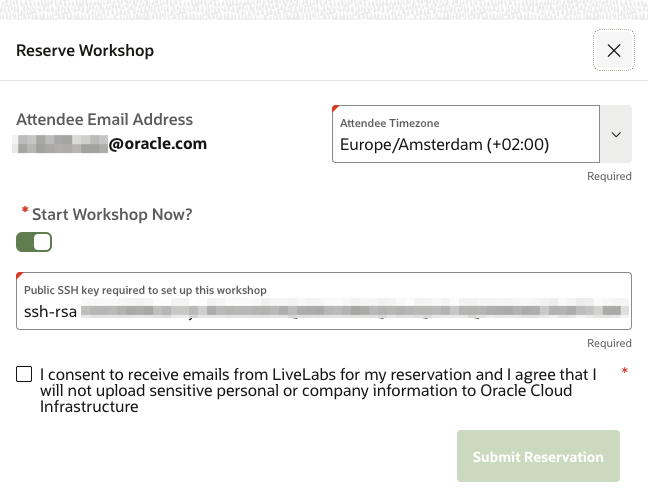 Reserve Workshop
Attendee Email Address
@oracle.com
Attendee Timezone
Europe/Amsterdam (+02:00)
Required
* Start Workshop Now?
Public SSH key required to set up this workshop
ssh-rsa
Required
I consent to receive emails from LiveLabs for my reservation and I agree that I *
will not upload sensitive personal or company information to Oracle Cloud
Infrastructure
Submit Reservation